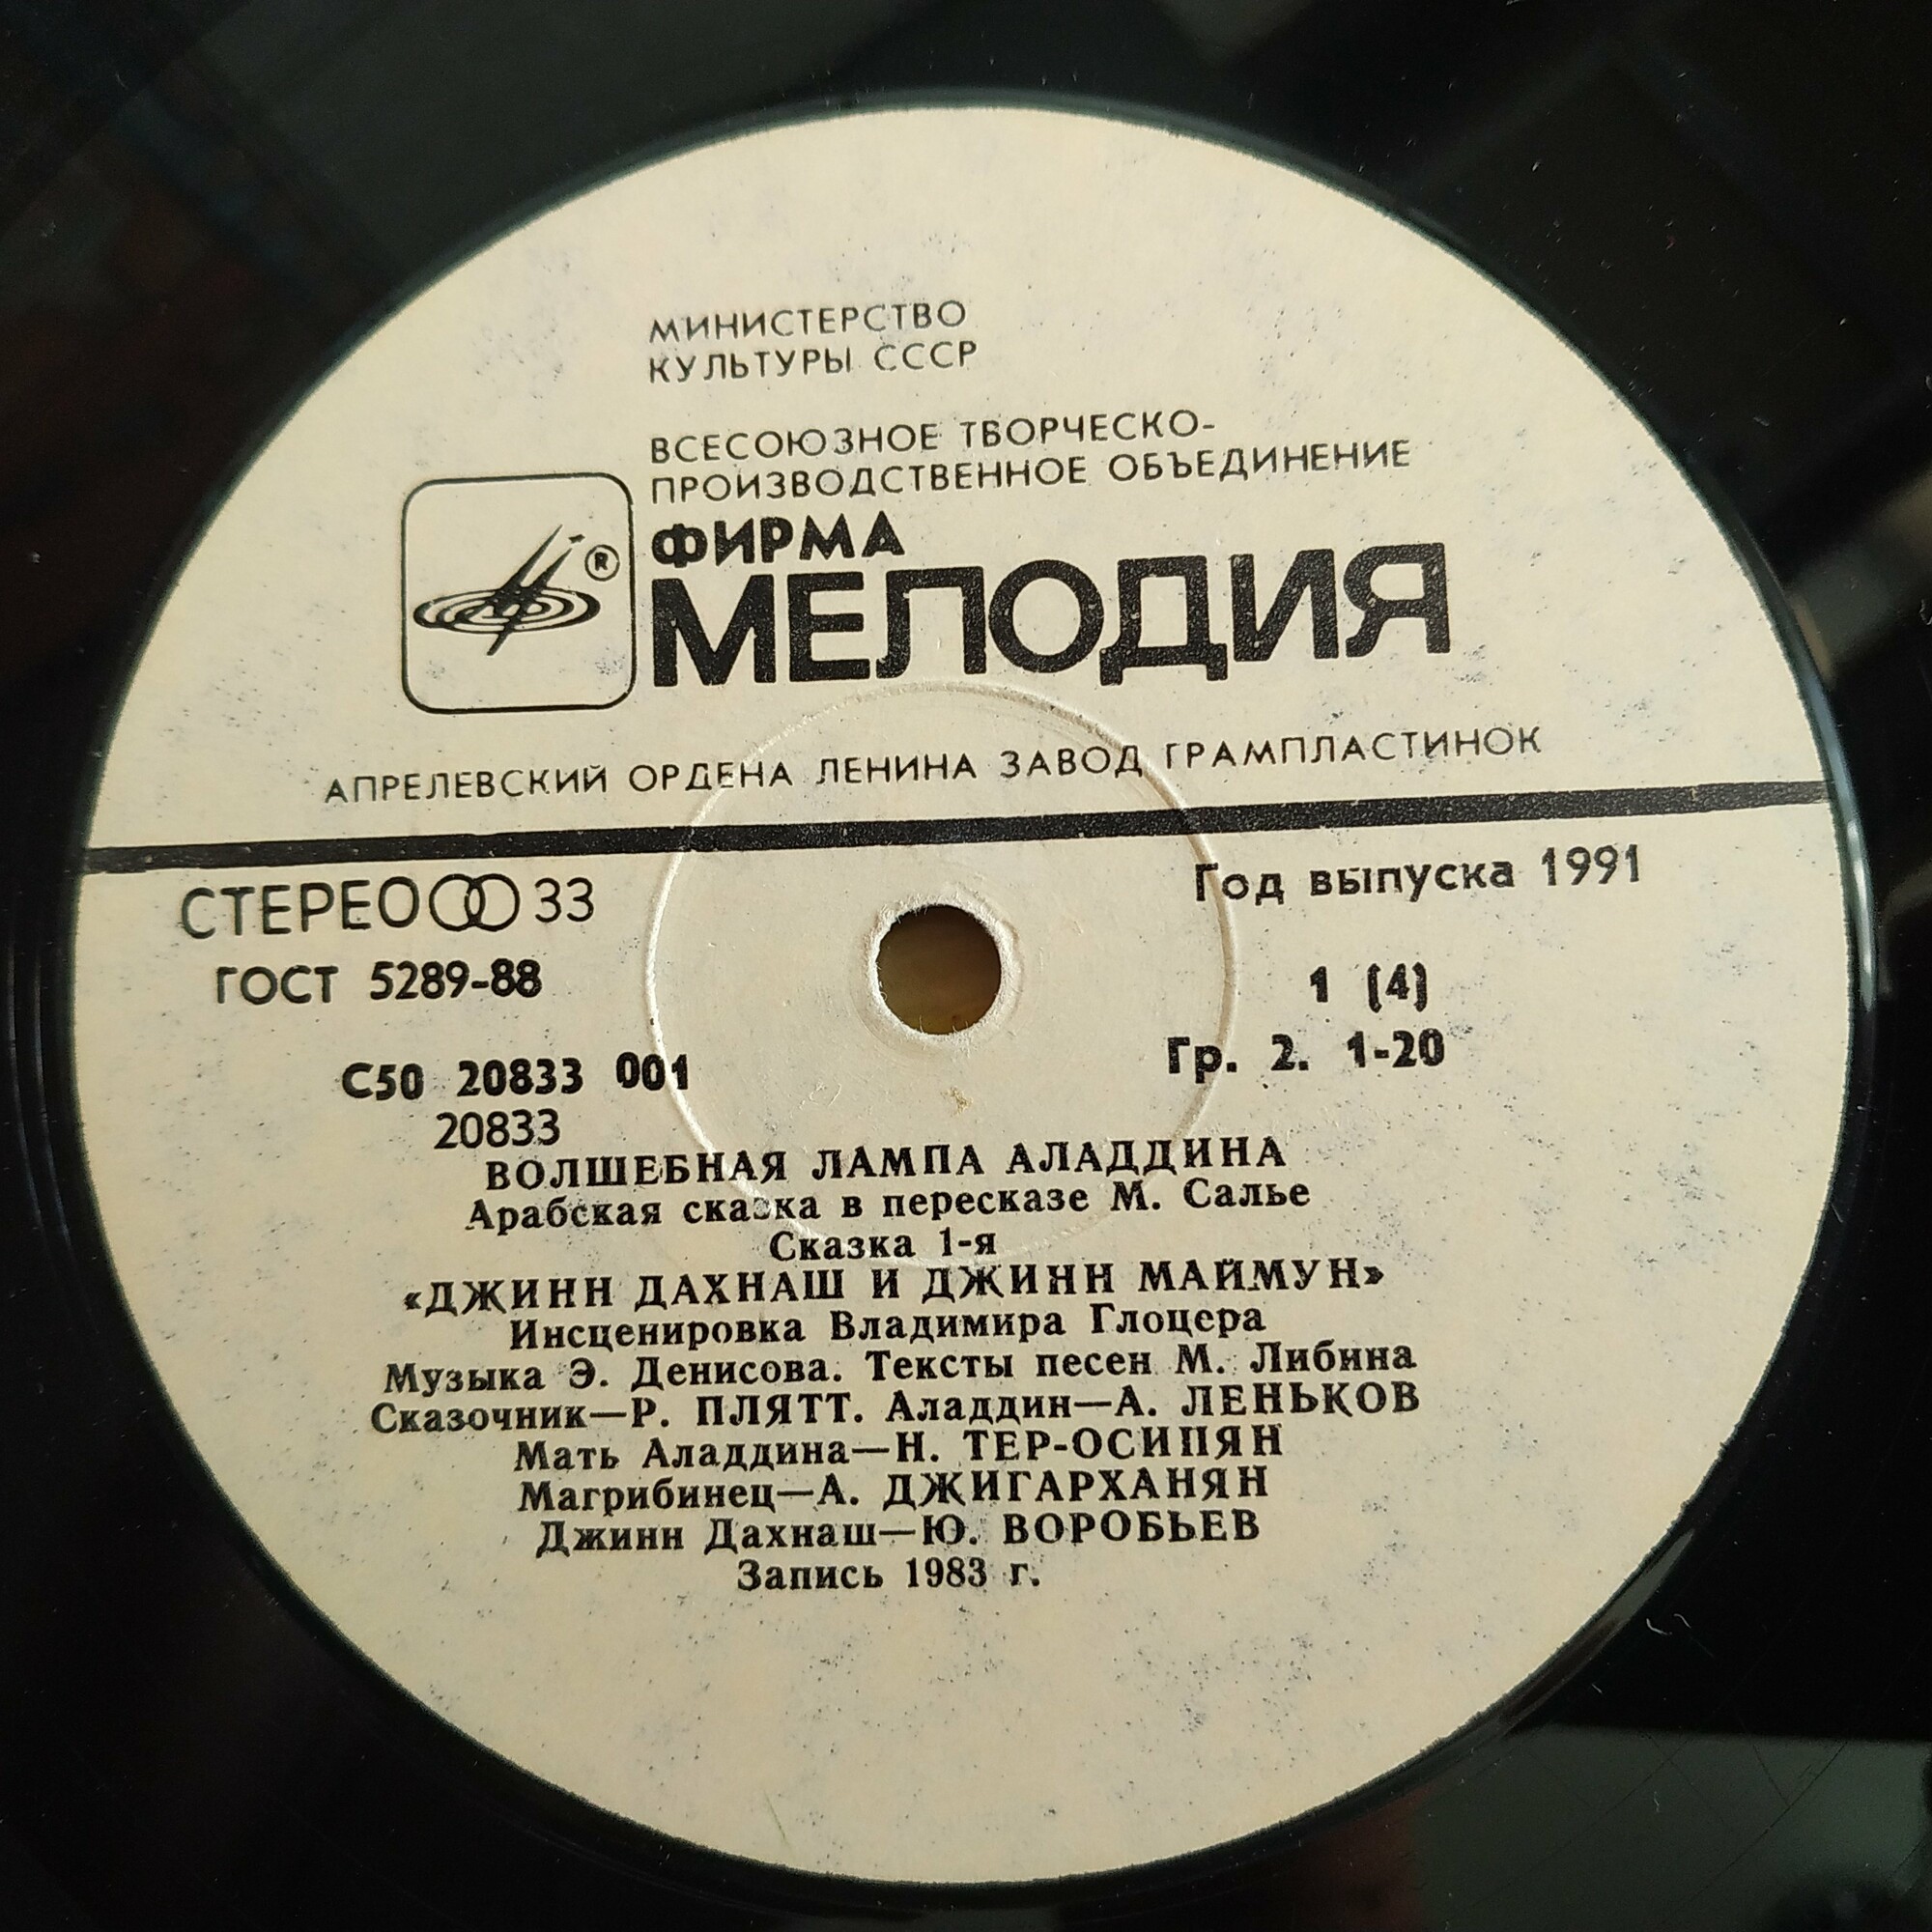 МИНИСТЕРСТВО
КУЛЬТУРЫ СССР
ВСЕСОЮЗНОЕ ТВОРЧЕСКО-
ПРОИЗВОДСТВЕННОЕ ОБЪЕДИНЕНИЕ
ФИРМА
МЕЛОДИЯ
®
АПРЕЛЕВСКИЙ ОРДЕНА ЛЕНИНА ЗАВОД ГРАМПЛАСТИНОК
СТЕРЕО 33
Год выпуска 1991
ГОСТ 5289-88
1 (4)
Гр. 2. 1-20
С50 20833 001
20833
ВОЛШЕБНАЯ ЛАМПА АЛАДДИНА
Арабская сказка в пересказе М. Салье
Сказка 1-я
«ДЖИНН ДАХНАШ И ДЖИНН МАЙМУН»
Инсценировка Владимира Глоцера
Музыка Э. Денисова. Тексты песен М. Либина
Сказочник—Р. ПЛЯТТ. Аладдин—А. ЛЕНЬКОВ
Мать Аладдина—Н. ТЕР-ОСИПЯН
Магрибинец—А. ДЖИГАРХАНЯН
Джинн Дахнаш—Ю. ВОРОБЬЕВ
Запись 1983 г.